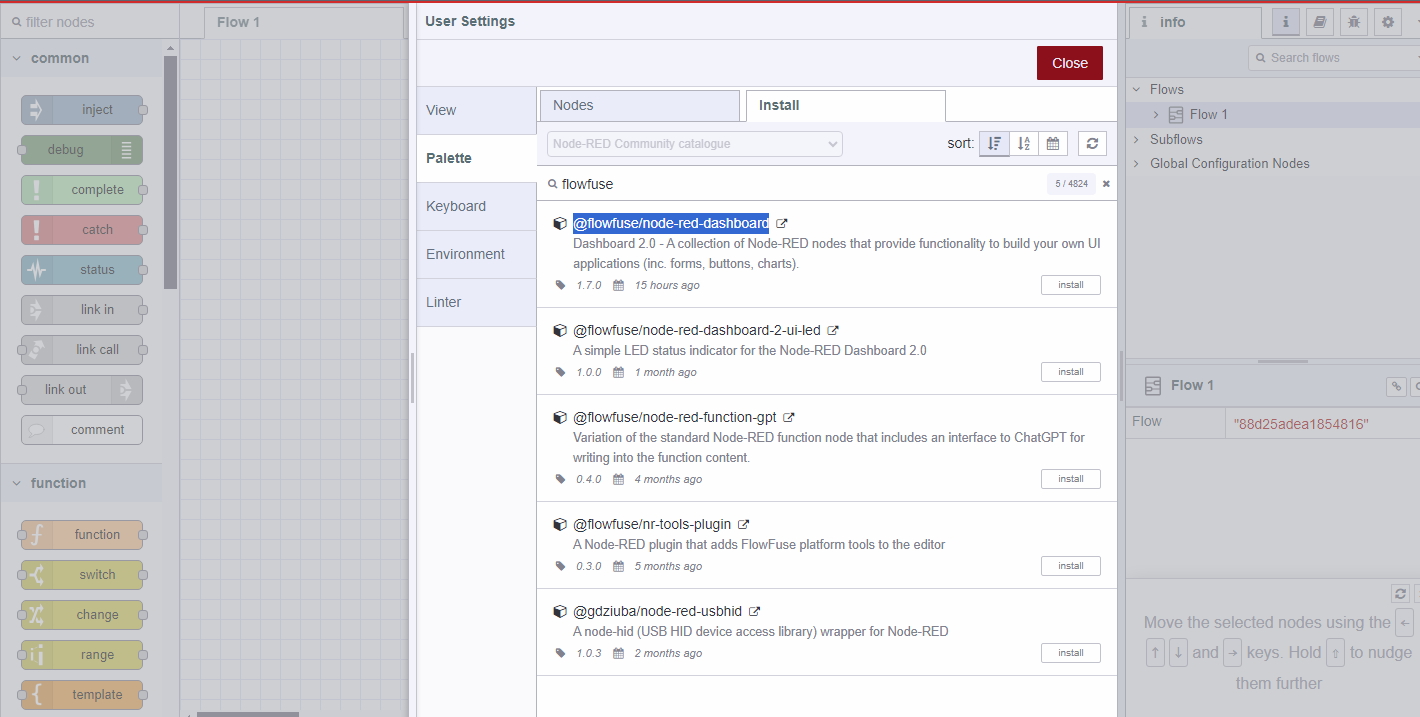 filter nodes
common
inject
debug
complete
catch
status
link in
link call
link out
comment
function
function
switch
change
range
template
Flow 1
User Settings
Close
View
Palette
Keyboard
Environment
Linter
Nodes
Install
Node-RED Community catalogue
sort:
flowfuse
5 / 4824
@flowfuse/node-red-dashboard
Dashboard 2.0 - A collection of Node-RED nodes that provide functionality to build your own UI
applications (inc. forms, buttons, charts).
1.7.0 15 hours ago
install
@flowfuse/node-red-dashboard-2-ui-led
A simple LED status indicator for the Node-RED Dashboard 2.0
1.0.0 1 month ago
install
@flowfuse/node-red-function-gpt
Variation of the standard Node-RED function node that includes an interface to ChatGPT for
writing into the function content.
0.4.0 4 months ago
install
@flowfuse/nr-tools-plugin
A Node-RED plugin that adds FlowFuse platform tools to the editor
0.3.0 5 months ago
install
@gdziuba/node-red-usbhid
A node-hid (USB HID device access library) wrapper for Node-RED
1.0.3 2 months ago
install
info
Search flows
Flows
Flow 1
Subflows
Global Configuration Nodes
Flow 1
Flow "88d25adea1854816"
Move the selected nodes using the ←
↑ ↓ and → keys. Hold ⇧ to nudge
them further